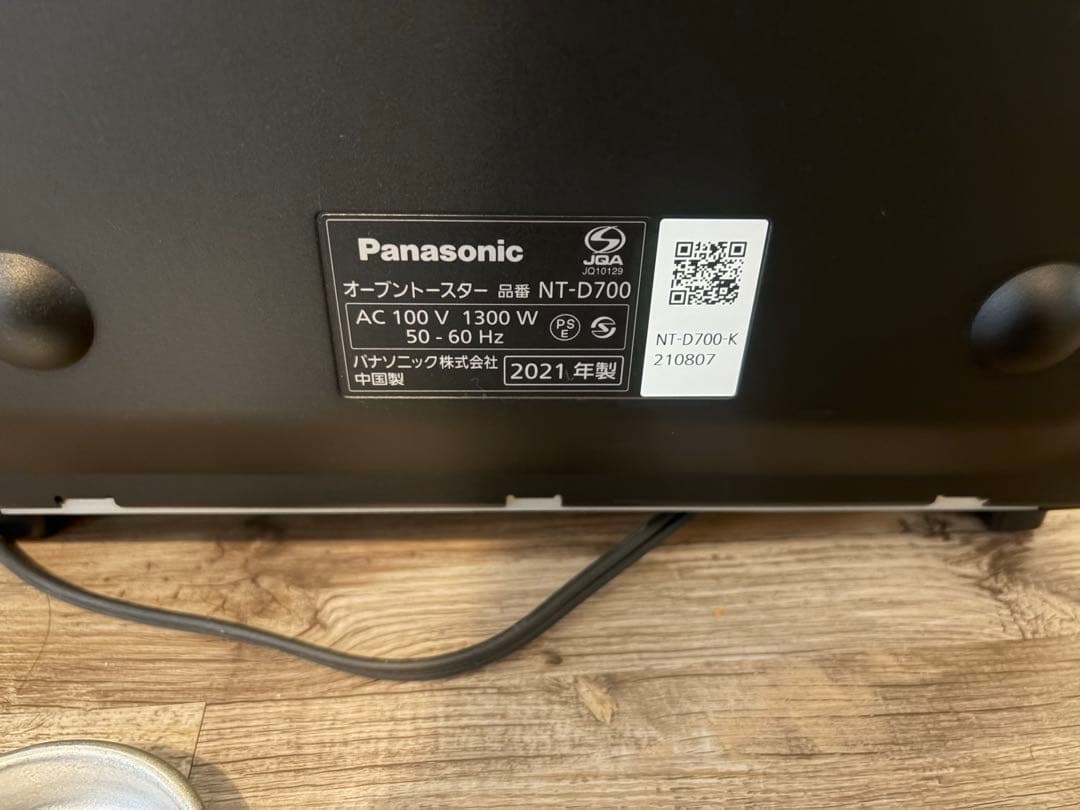 Panasonic
JQA
JQ10129
オーブントースター 品番 NT-D700
AC 100 V 1300 W
50 - 60 Hz
PS
E
パナソニック株式会社
中国製
2021 年製
NT-D700-K
210807